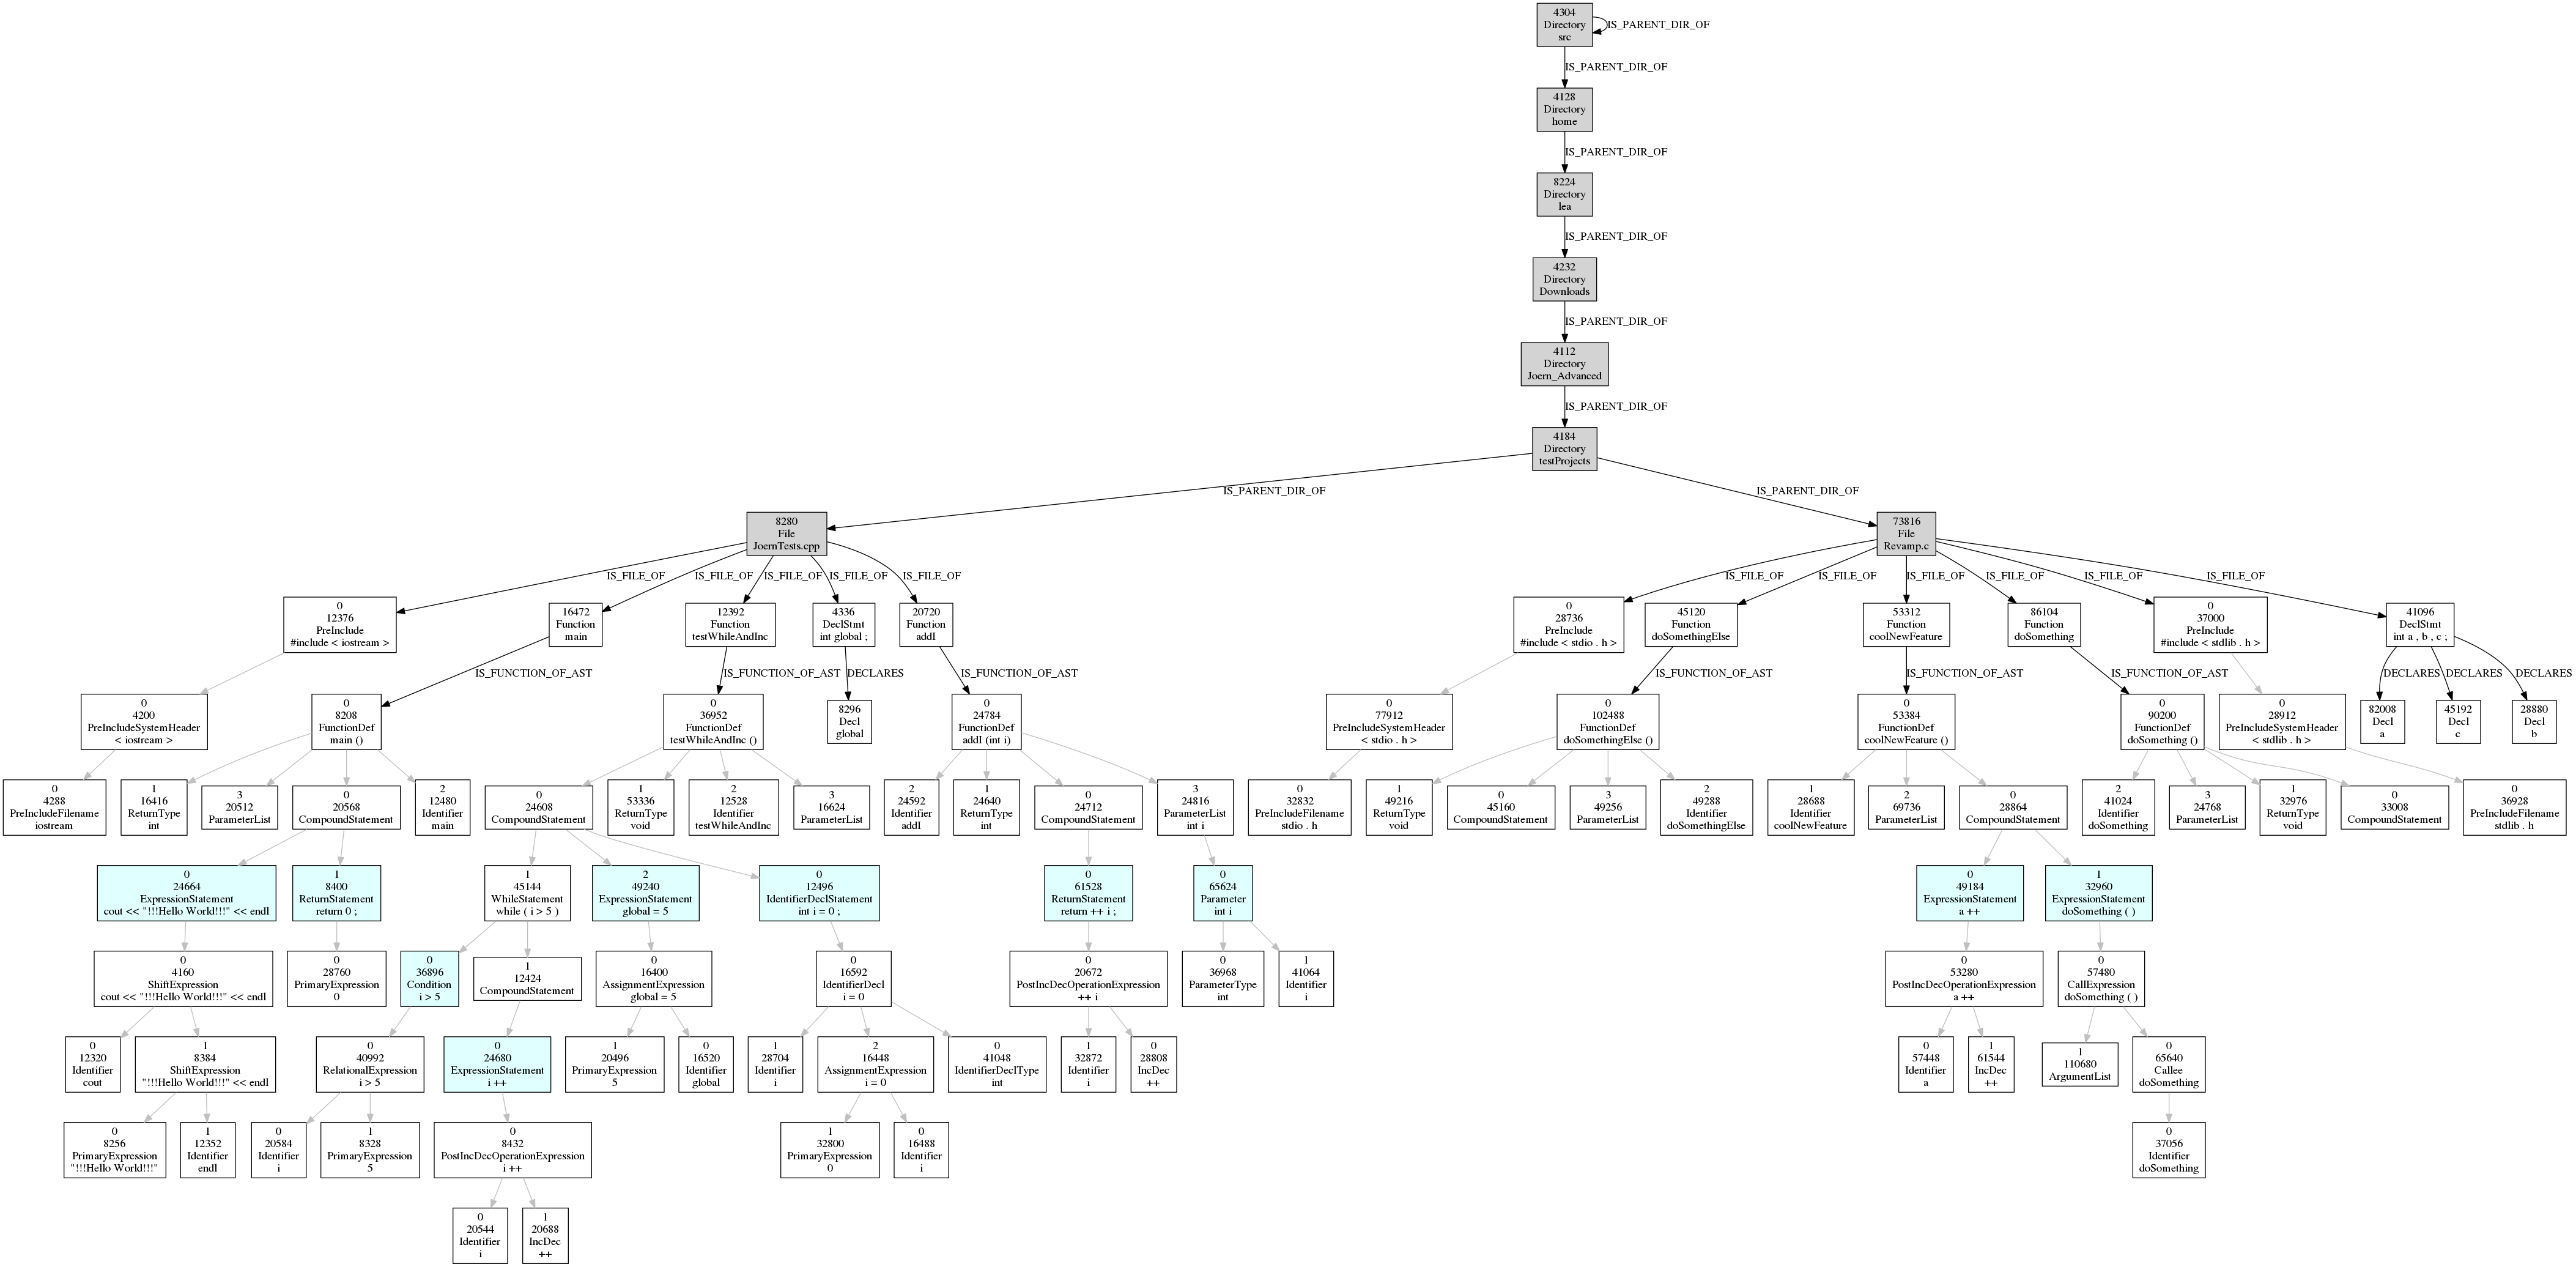 4304
Directory
src
IS_PARENT_DIR_OF
IS_PARENT_DIR_OF
4128
Directory
home
IS_PARENT_DIR_OF
8224
Directory
lea
IS_PARENT_DIR_OF
4232
Directory
Downloads
IS_PARENT_DIR_OF
4112
Directory
Joern_Advanced
IS_PARENT_DIR_OF
4184
Directory
testProjects
IS_PARENT_DIR_OF
IS_PARENT_DIR_OF
8280
File
JoernTests.cpp
73816
File
Revamp.c
IS_FILE_OF
IS_FILE_OF
IS_FILE_OF
IS_FILE_OF
IS_FILE_OF
IS_FILE_OF
IS_FILE_OF
IS_FILE_OF
IS_FILE_OF
IS_FILE_OF
IS_FILE_OF
0
12376
PreInclude
#include < iostream >
16472
Function
main
12392
Function
testWhileAndInc
4336
DeclStmt
int global ;
20720
Function
addI
0
28736
PreInclude
#include < stdio . h >
45120
Function
doSomethingElse
53312
Function
coolNewFeature
86104
Function
doSomething
0
37000
PreInclude
#include < stdlib . h >
41096
DeclStmt
int a , b , c ;
IS_FUNCTION_OF_AST
IS_FUNCTION_OF_AST
DECLARES
IS_FUNCTION_OF_AST
IS_FUNCTION_OF_AST
IS_FUNCTION_OF_AST
IS_FUNCTION_OF_AST
DECLARES
DECLARES
DECLARES
0
4200
PreIncludeSystemHeader
< iostream >
0
8208
FunctionDef
main ()
0
36952
FunctionDef
testWhileAndInc ()
8296
Decl
global
0
24784
FunctionDef
addI (int i)
0
77912
PreIncludeSystemHeader
< stdio . h >
0
102488
FunctionDef
doSomethingElse ()
0
53384
FunctionDef
coolNewFeature ()
0
90200
FunctionDef
doSomething ()
0
28912
PreIncludeSystemHeader
< stdlib . h >
82008
Decl
a
45192
Decl
c
28880
Decl
b
0
4288
PreIncludeFilename
iostream
1
16416
ReturnType
int
3
20512
ParameterList
0
20568
CompoundStatement
2
12480
Identifier
main
0
24608
CompoundStatement
1
53336
ReturnType
void
2
12528
Identifier
testWhileAndInc
3
16624
ParameterList
2
24592
Identifier
addI
1
24640
ReturnType
int
0
24712
CompoundStatement
3
24816
ParameterList
int i
0
32832
PreIncludeFilename
stdio . h
1
49216
ReturnType
void
0
45160
CompoundStatement
3
49256
ParameterList
2
49288
Identifier
doSomethingElse
1
28688
Identifier
coolNewFeature
2
69736
ParameterList
0
28864
CompoundStatement
2
41024
Identifier
doSomething
3
24768
ParameterList
1
32976
ReturnType
void
0
33008
CompoundStatement
0
36928
PreIncludeFilename
stdlib . h
0
24664
ExpressionStatement
cout << "!!!Hello World!!!" << endl
1
8400
ReturnStatement
return 0 ;
1
45144
WhileStatement
while ( i > 5 )
2
49240
ExpressionStatement
global = 5
0
12496
IdentifierDeclStatement
int i = 0 ;
0
61528
ReturnStatement
return ++ i ;
0
65624
Parameter
int i
0
49184
ExpressionStatement
a ++
1
32960
ExpressionStatement
doSomething ( )
0
4160
ShiftExpression
cout << "!!!Hello World!!!" << endl
0
28760
PrimaryExpression
0
0
36896
Condition
i > 5
1
12424
CompoundStatement
0
16400
AssignmentExpression
global = 5
0
16592
IdentifierDecl
i = 0
0
20672
PostIncDecOperationExpression
++ i
0
36968
ParameterType
int
1
41064
Identifier
i
0
53280
PostIncDecOperationExpression
a ++
0
57480
CallExpression
doSomething ( )
0
12320
Identifier
cout
1
8384
ShiftExpression
"!!!Hello World!!!" << endl
0
40992
RelationalExpression
i > 5
0
24680
ExpressionStatement
i ++
1
20496
PrimaryExpression
5
0
16520
Identifier
global
1
28704
Identifier
i
2
16448
AssignmentExpression
i = 0
0
41048
IdentifierDeclType
int
1
32872
Identifier
i
0
28808
IncDec
++
0
57448
Identifier
a
1
61544
IncDec
++
1
110680
ArgumentList
0
65640
Callee
doSomething
0
8256
PrimaryExpression
"!!!Hello World!!!"
1
12352
Identifier
endl
0
20584
Identifier
i
1
8328
PrimaryExpression
5
0
8432
PostIncDecOperationExpression
i ++
1
32800
PrimaryExpression
0
0
16488
Identifier
i
0
37056
Identifier
doSomething
0
20544
Identifier
i
1
20688
IncDec
++